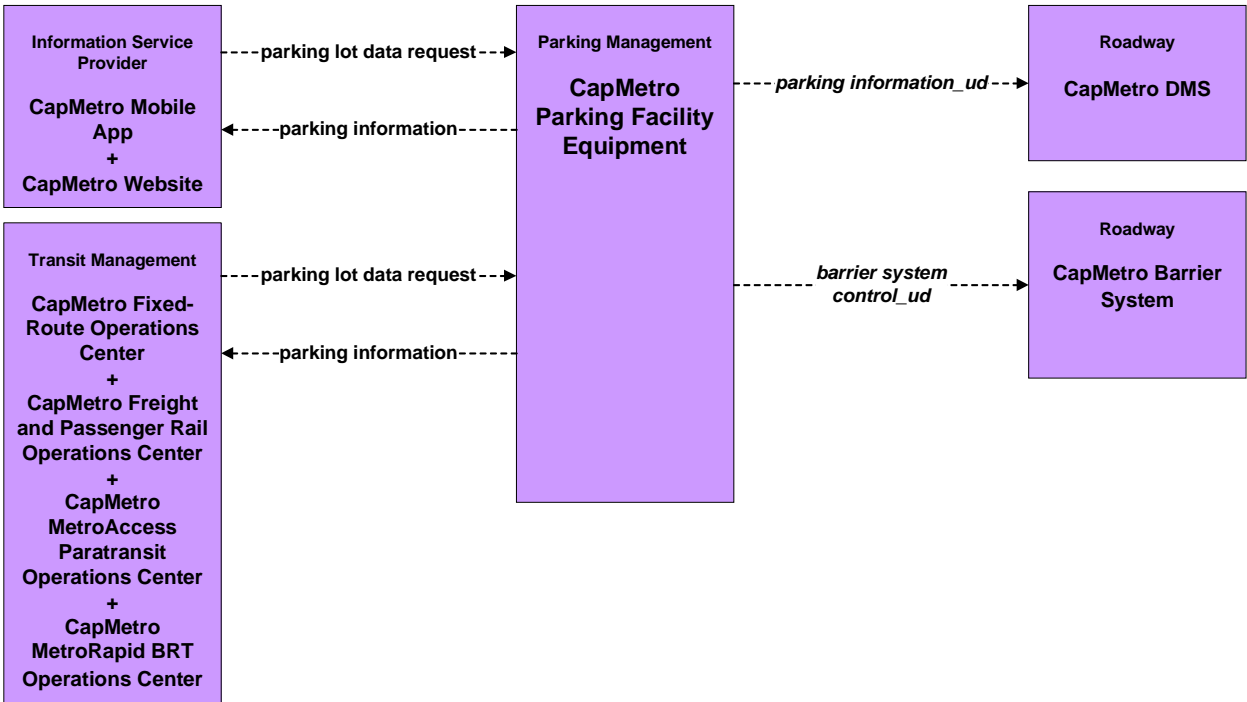 Information Service
Provider
CapMetro Mobile
App
+
CapMetro Website
parking lot data request
parking information
Parking Management
CapMetro
Parking Facility
Equipment
parking information_ud
Roadway
CapMetro DMS
Transit Management
CapMetro Fixed-
Route Operations
Center
+
CapMetro Freight
and Passenger Rail
Operations Center
+
CapMetro
MetroAccess
Paratransit
Operations Center
+
CapMetro
MetroRapid BRT
Operations Center
parking lot data request
parking information
barrier system
control_ud
Roadway
CapMetro Barrier
System